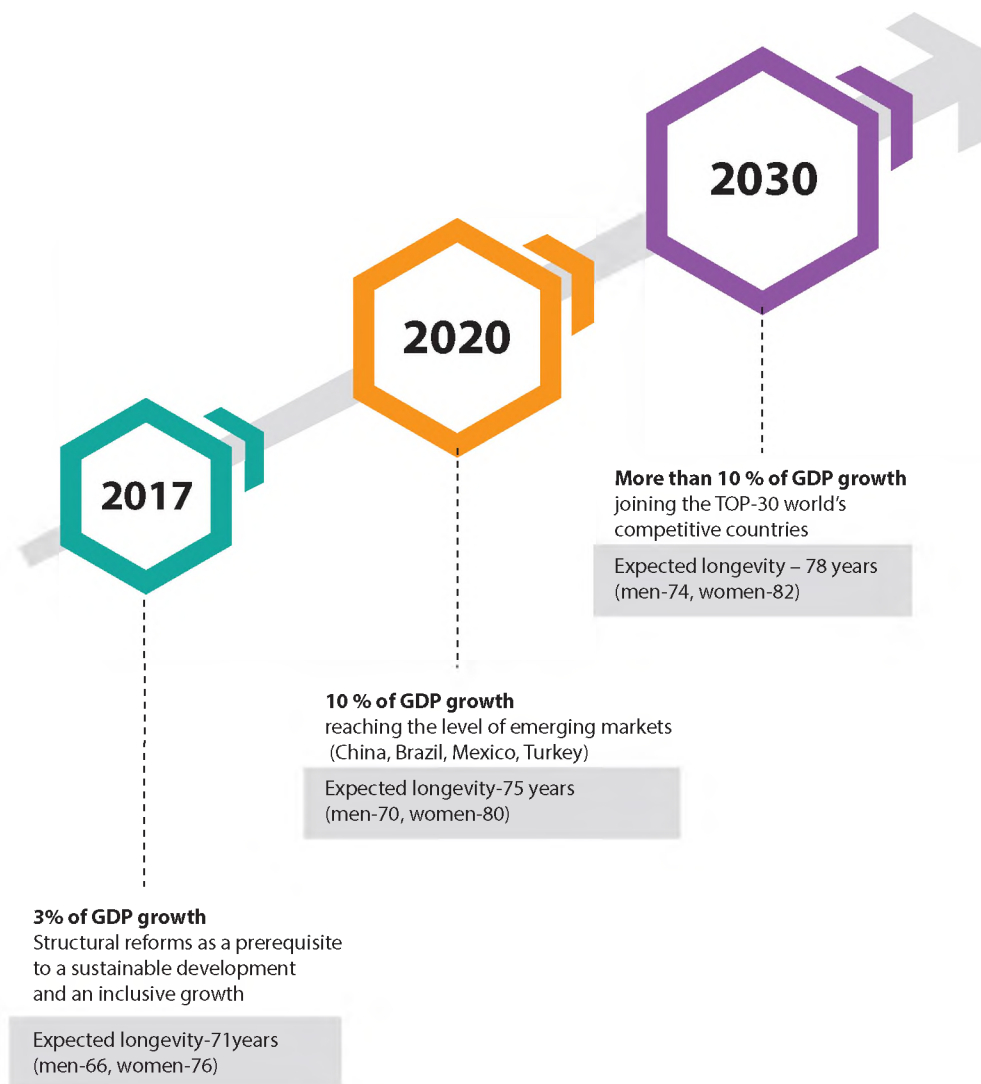 2030
2020
2017
More than 10 % of GDP growth
joining the TOP-30 world's
competitive countries
Expected longevity – 78 years
(men-74, women-82)
10 % of GDP growth
reaching the level of emerging markets
(China, Brazil, Mexico, Turkey)
Expected longevity-75 years
(men-70, women-80)
3% of GDP growth
Structural reforms as a prerequisite
to a sustainable development
and an inclusive growth
Expected longevity-71years
(men-66, women-76)